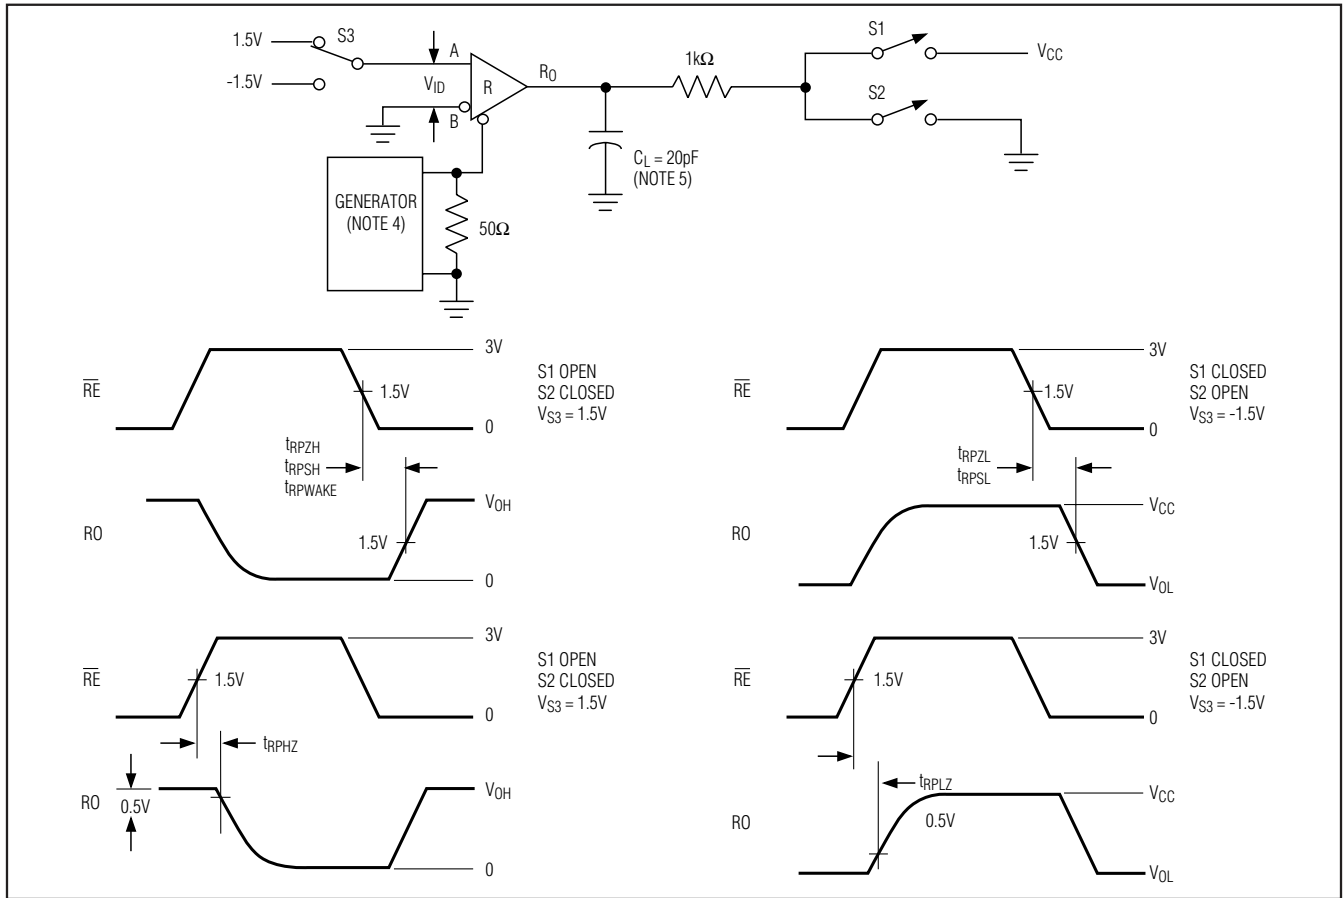 1.5V
S3
-1.5V
A
V_ID
B
R
R_O
1kΩ
S1
V_CC
S2
C_L = 20pF
(NOTE 5)
GENERATOR
(NOTE 4)
50Ω
RE
3V
1.5V
0
S1 OPEN
S2 CLOSED
V_S3 = 1.5V
t_RPZH
t_RPSH
t_RPWAKE
RO
V_OH
1.5V
0
RE
3V
1.5V
0
S1 CLOSED
S2 OPEN
V_S3 = -1.5V
t_RPZL
t_RPSL
RO
V_CC
1.5V
V_OL
RE
3V
1.5V
0
S1 OPEN
S2 CLOSED
V_S3 = 1.5V
t_RPHZ
RO
0.5V
V_OH
0
RE
3V
1.5V
0
S1 CLOSED
S2 OPEN
V_S3 = -1.5V
t_RPLZ
RO
V_CC
0.5V
V_OL